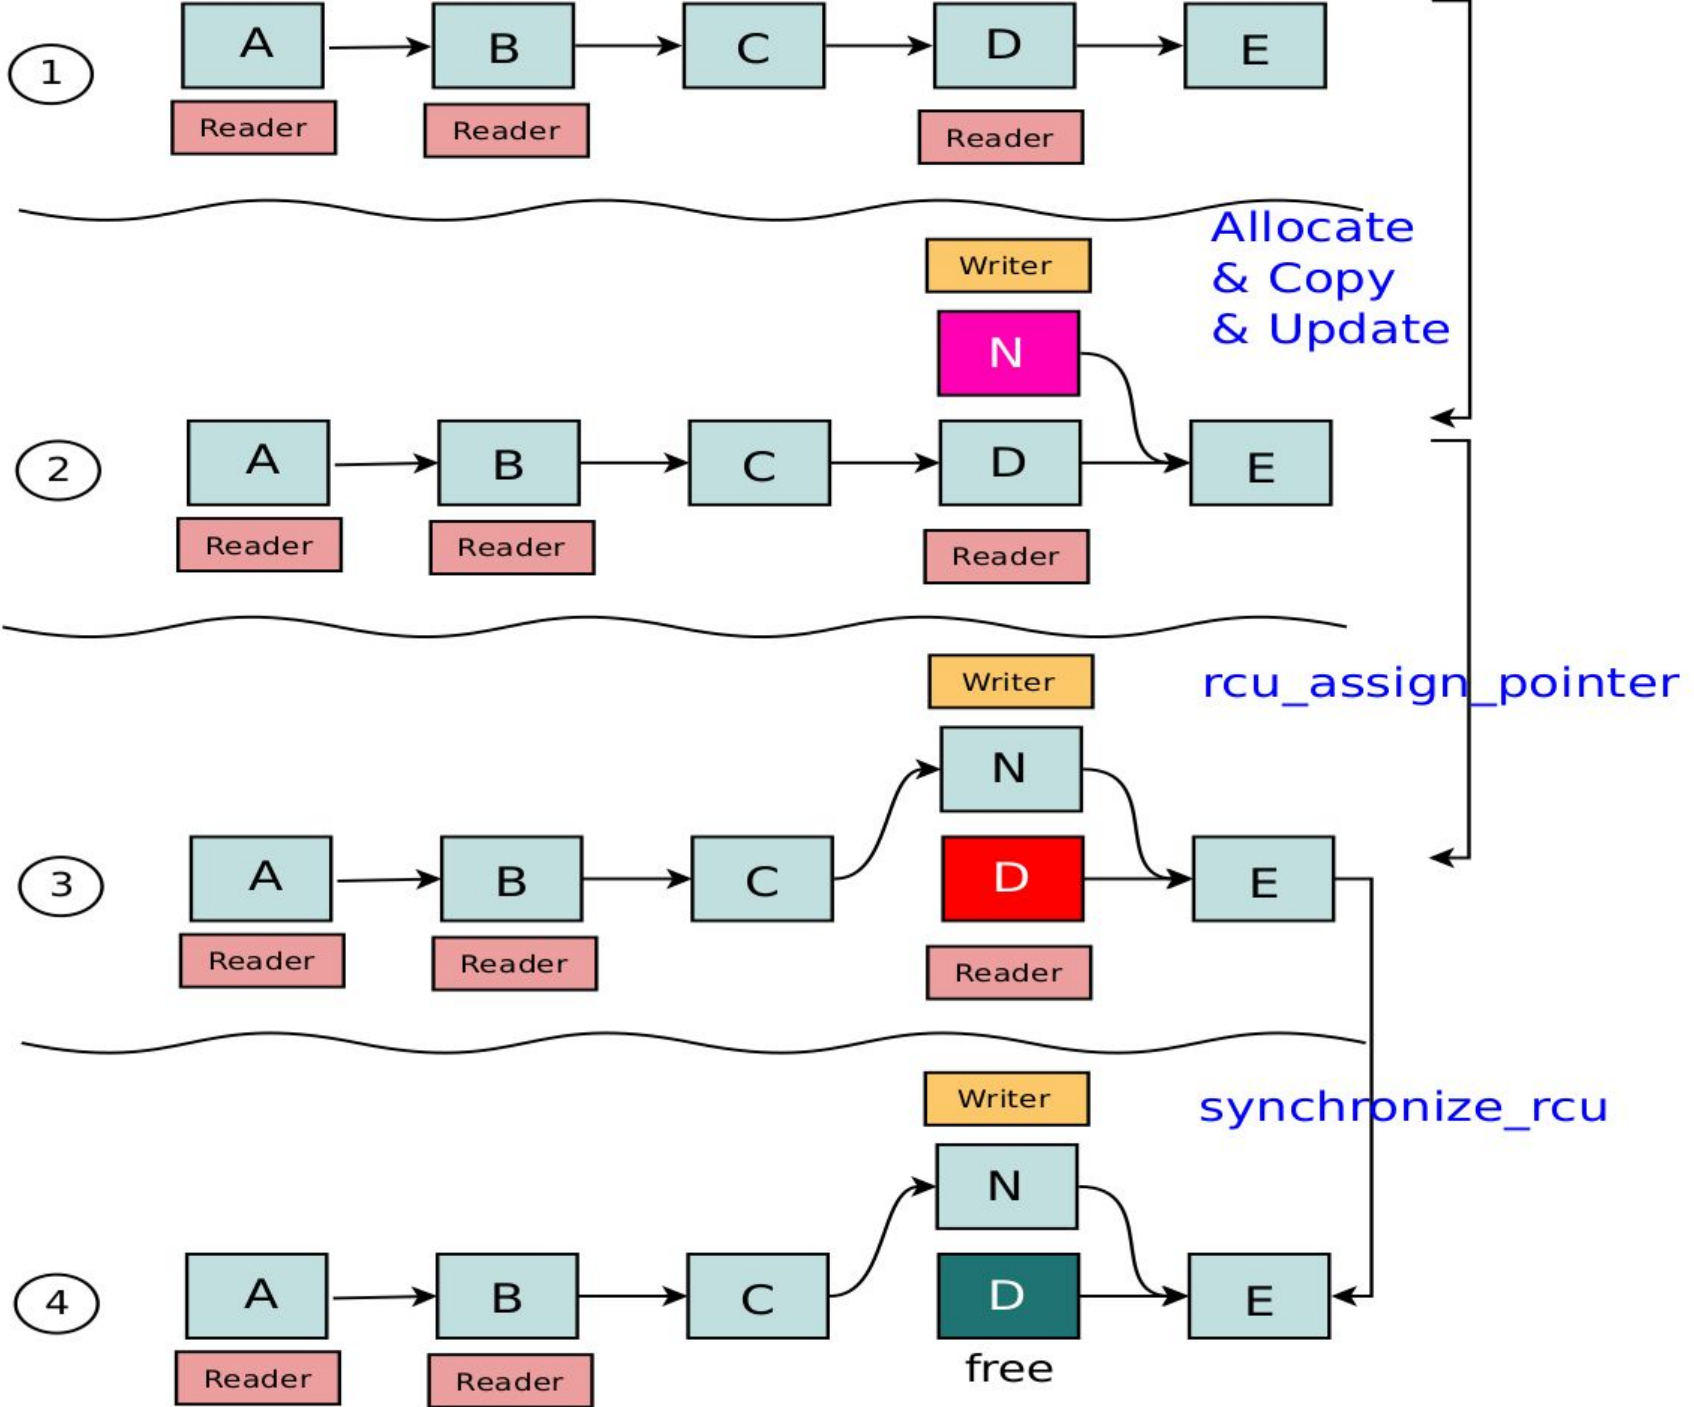 A
B
C
D
E
1
Reader
Reader
Reader
Allocate
& Copy
& Update
Writer
N
2
A
B
C
D
E
Reader
Reader
Reader
Writer
rcu_assign_pointer
N
3
A
B
C
D
E
Reader
Reader
Reader
Writer
synchronize_rcu
N
4
A
B
C
D
E
free
Reader
Reader